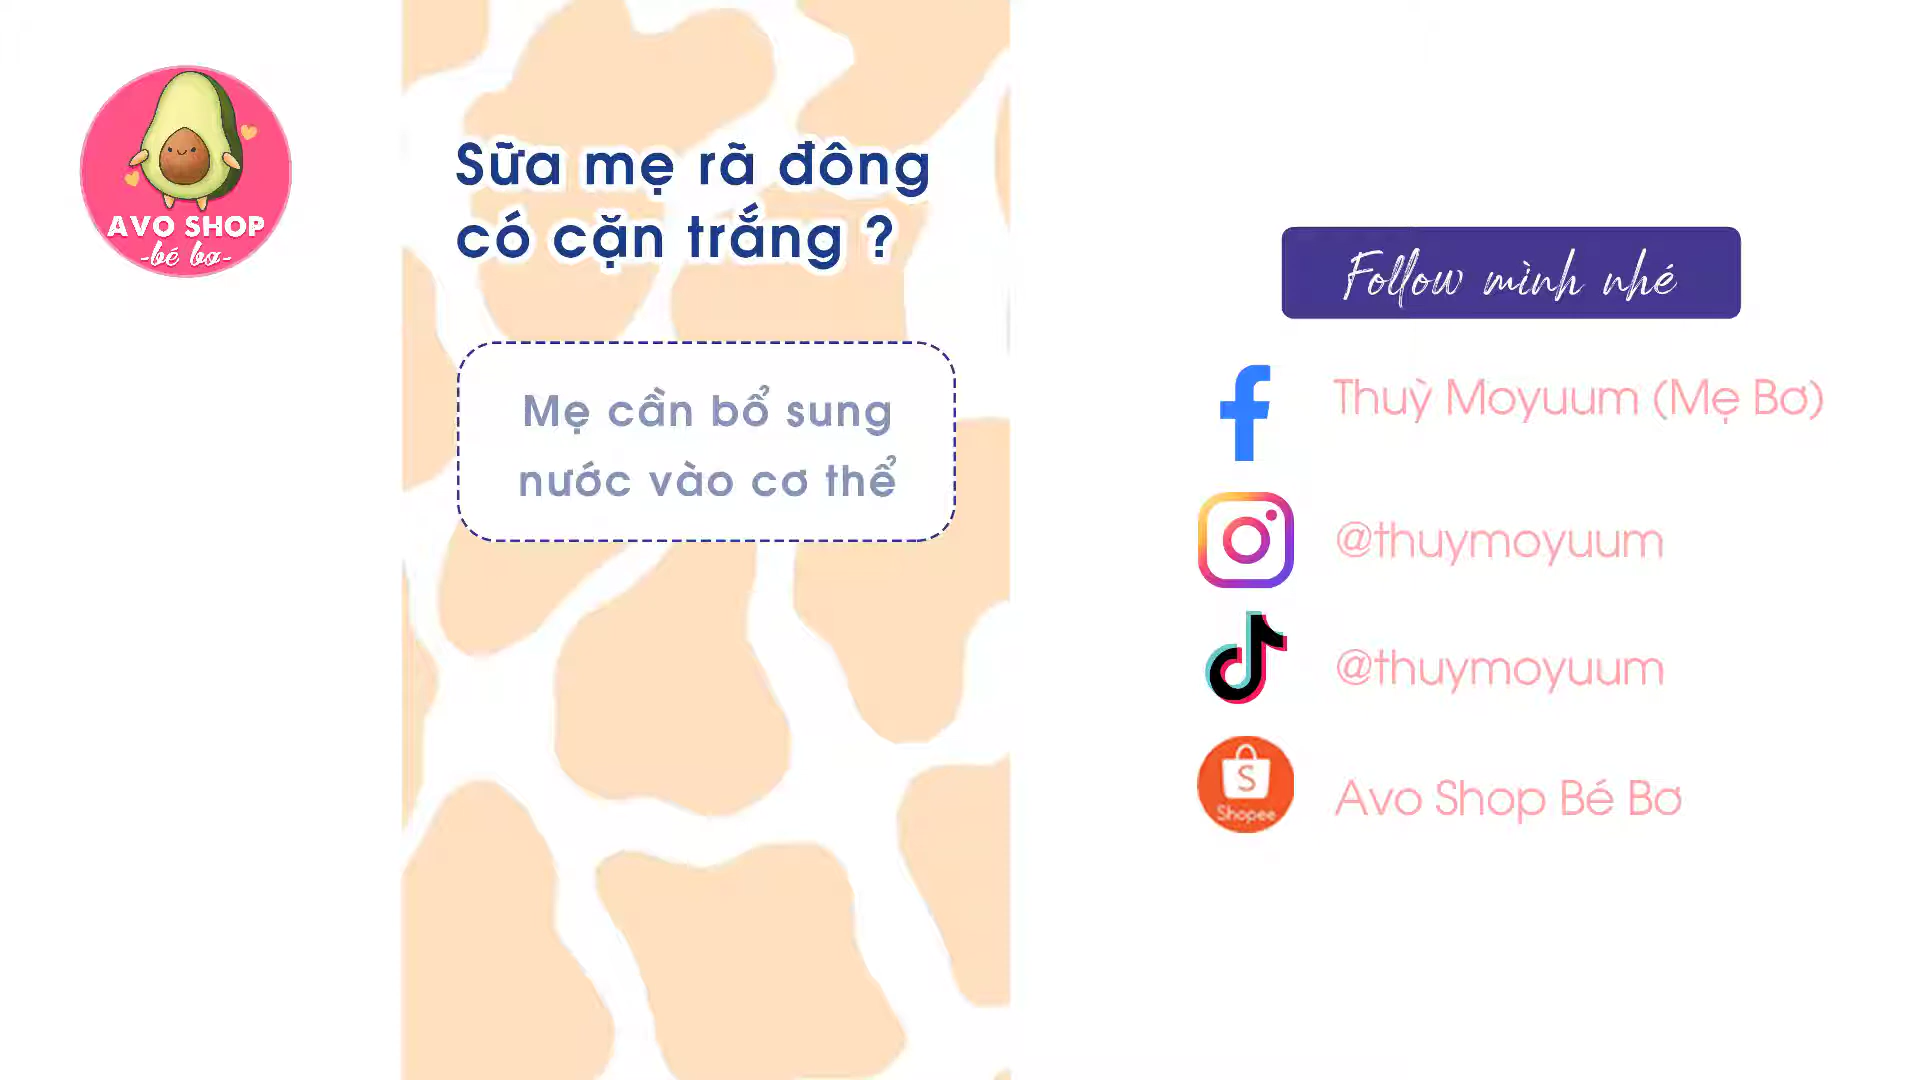 AVO SHOP
-bé bơ-
Sữa mẹ rã đông
có cặn trắng ?
Mẹ cần bổ sung
nước vào cơ thể
Follow mình nhé
Thuỳ Moyuum (Mẹ Bơ)
@thuymoyuum
@thuymoyuum
S
Shopee
Avo Shop Bé Bơ